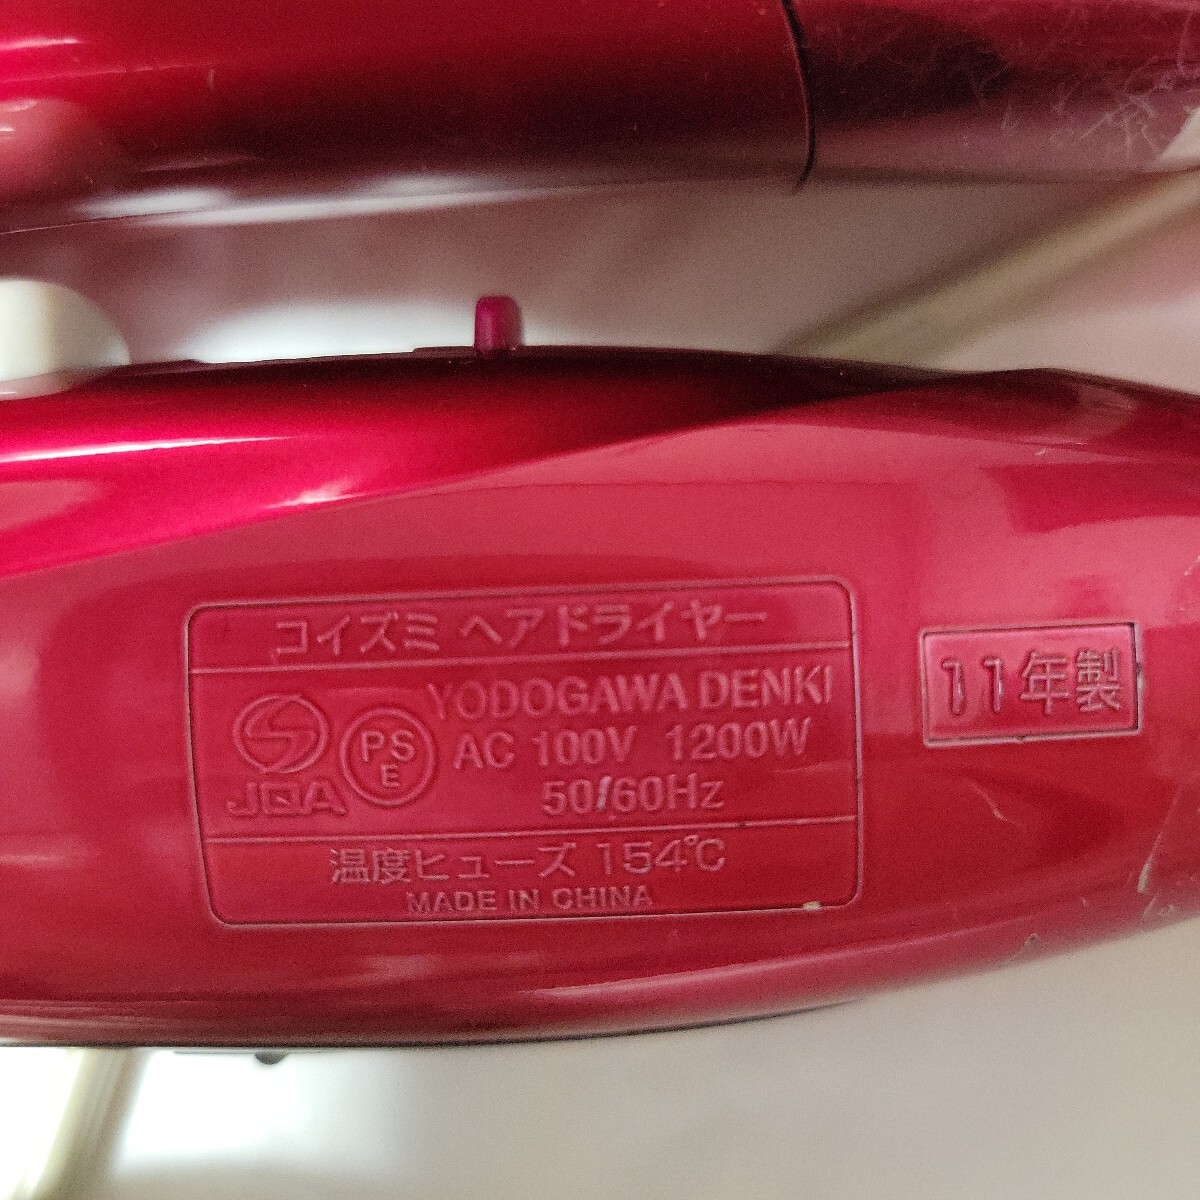 コイズミ ヘアドライヤー
YODOGAWA DENKI
JQA
PS
E
AC 100V 1200W
50/60Hz
温度ヒューズ 154℃
MADE IN CHINA
11年製